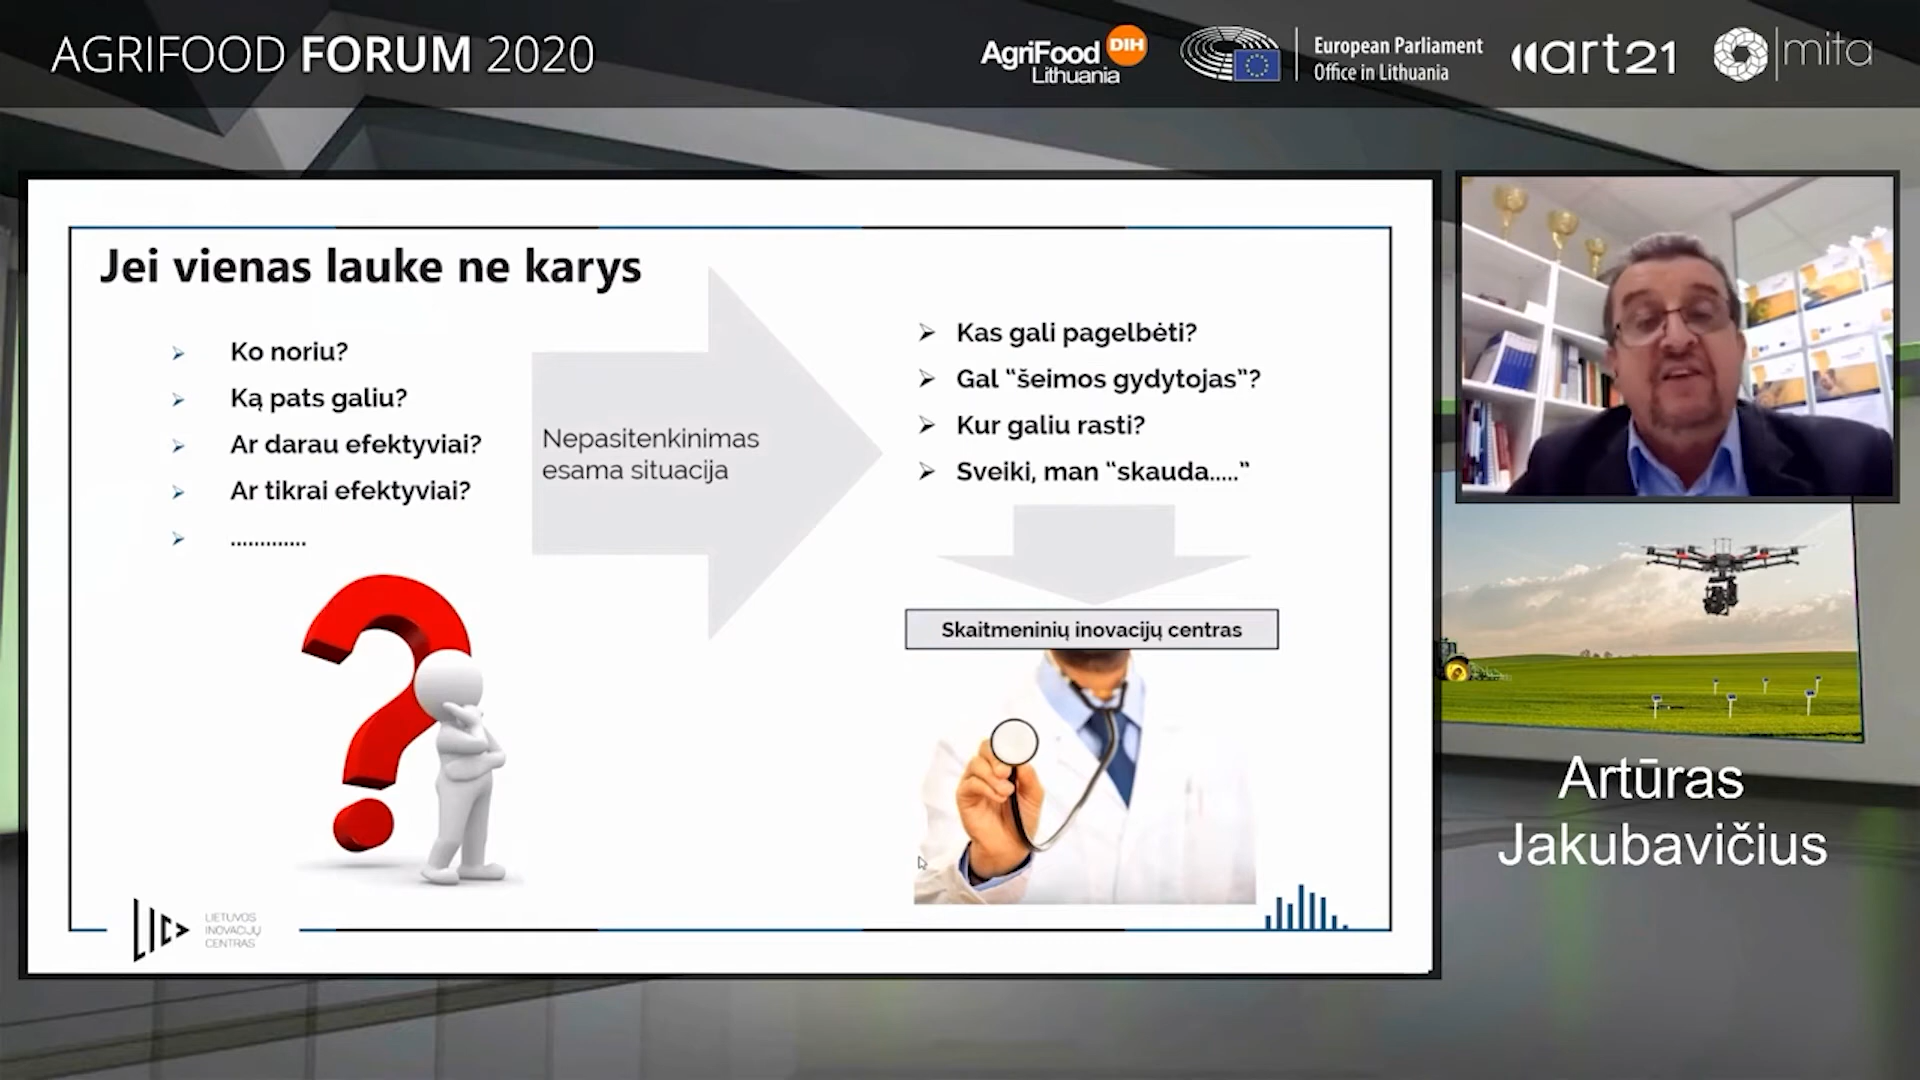 AGRIFOOD FORUM 2020
AgriFood DIH
Lithuania
European Parliament
Office in Lithuania
art21
mita
Jei vienas lauke ne karys
Ko noriu?
Ką pats galiu?
Ar darau efektyviai?
Ar tikrai efektyviai?
.............
Nepasitenkinimas
esama situacija
Kas gali pagelbėti?
Gal “šeimos gydytojas”?
Kur galiu rasti?
Sveiki, man “skauda.....”
Skaitmeninių inovacijų centras
LIC
LIETUVOS
INOVACIJŲ
CENTRAS
Artūras
Jakubavičius